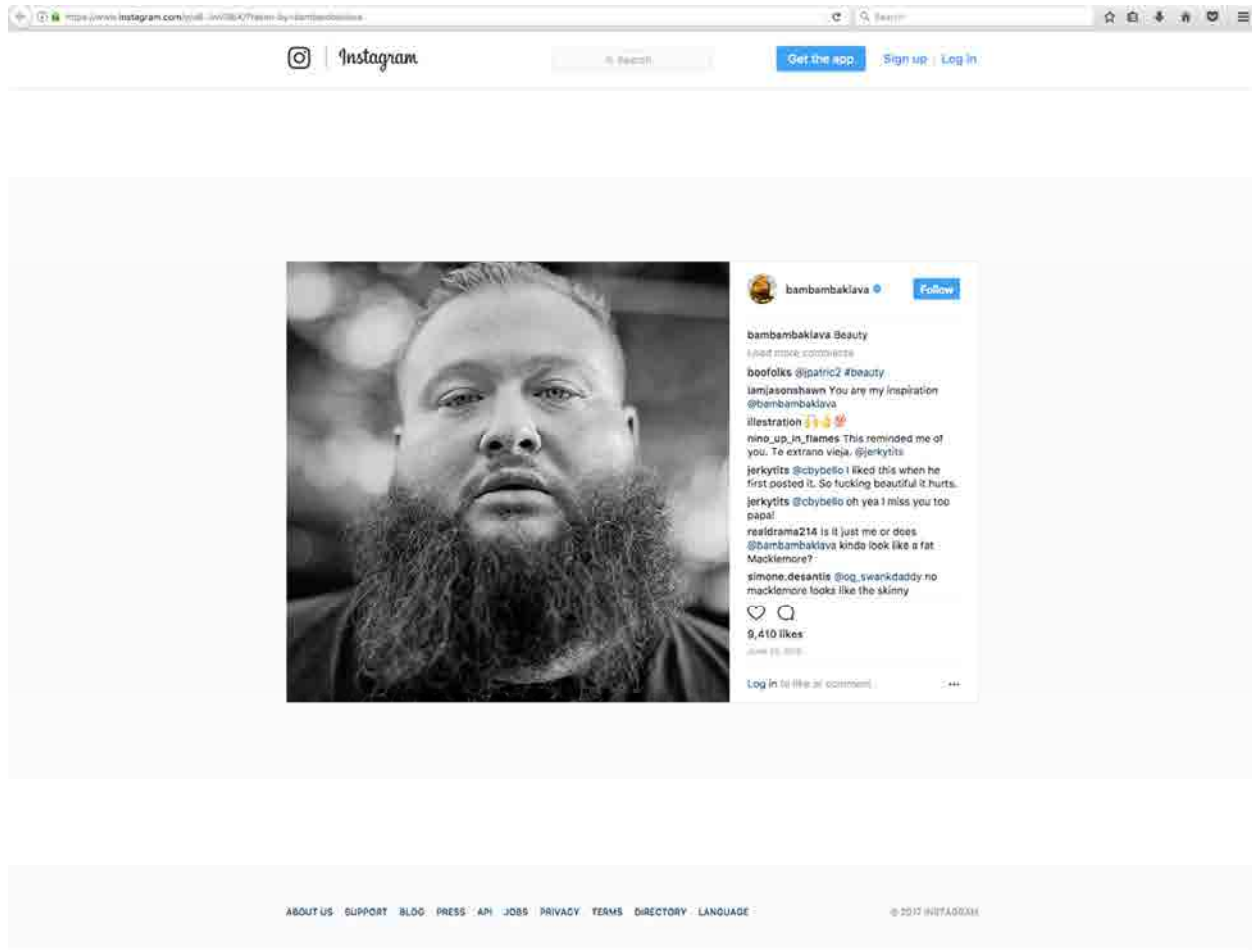 Instagram
Search
Get the app
Sign up
Log in
bambambaklava
Follow
bambambaklava Beauty
Load more comments
boofolks @jpatric2 #beauty
iamjasonshawn You are my inspiration
@bambambaklava
illestration
nino_up_in_flames This reminded me of
you. Te extrano vieja. @jerkytits
jerkytits @cbybello I liked this when he
first posted it. So fucking beautiful it hurts.
jerkytits @cbybello oh yea I miss you too
papa!
realdrama214 Is it just me or does
@bambambaklava kinda look like a fat
Macklemore?
simone.desantis @og_swankdaddy no
macklemore looks like the skinny
9,410 likes
Log in to like or comment
ABOUT US SUPPORT BLOG PRESS API JOBS PRIVACY TERMS DIRECTORY LANGUAGE
© 2017 INSTAGRAM